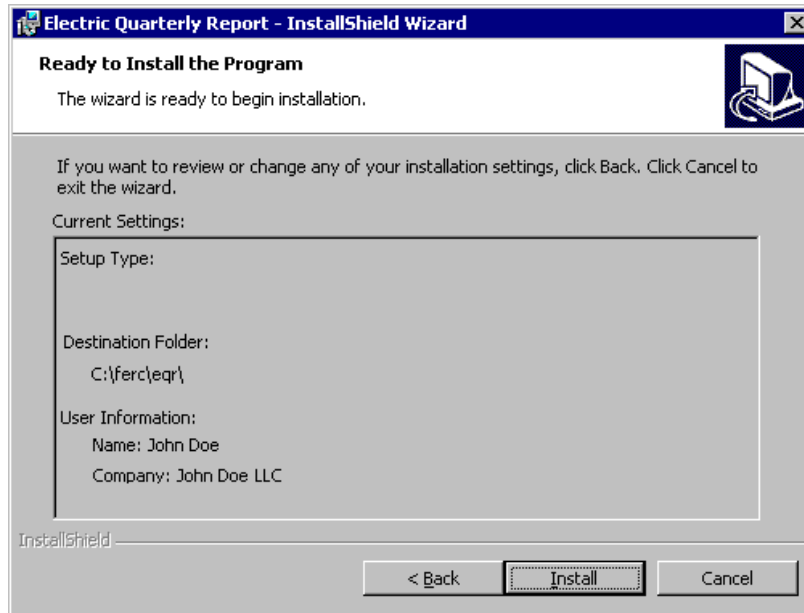 Electric Quarterly Report - InstallShield Wizard
Ready to Install the Program
The wizard is ready to begin installation.
If you want to review or change any of your installation settings, click Back. Click Cancel to
exit the wizard.
Current Settings:
Setup Type:
Destination Folder:
C:\ferc\eqr\
User Information:
Name: John Doe
Company: John Doe LLC
InstallShield
< Back
Install
Cancel